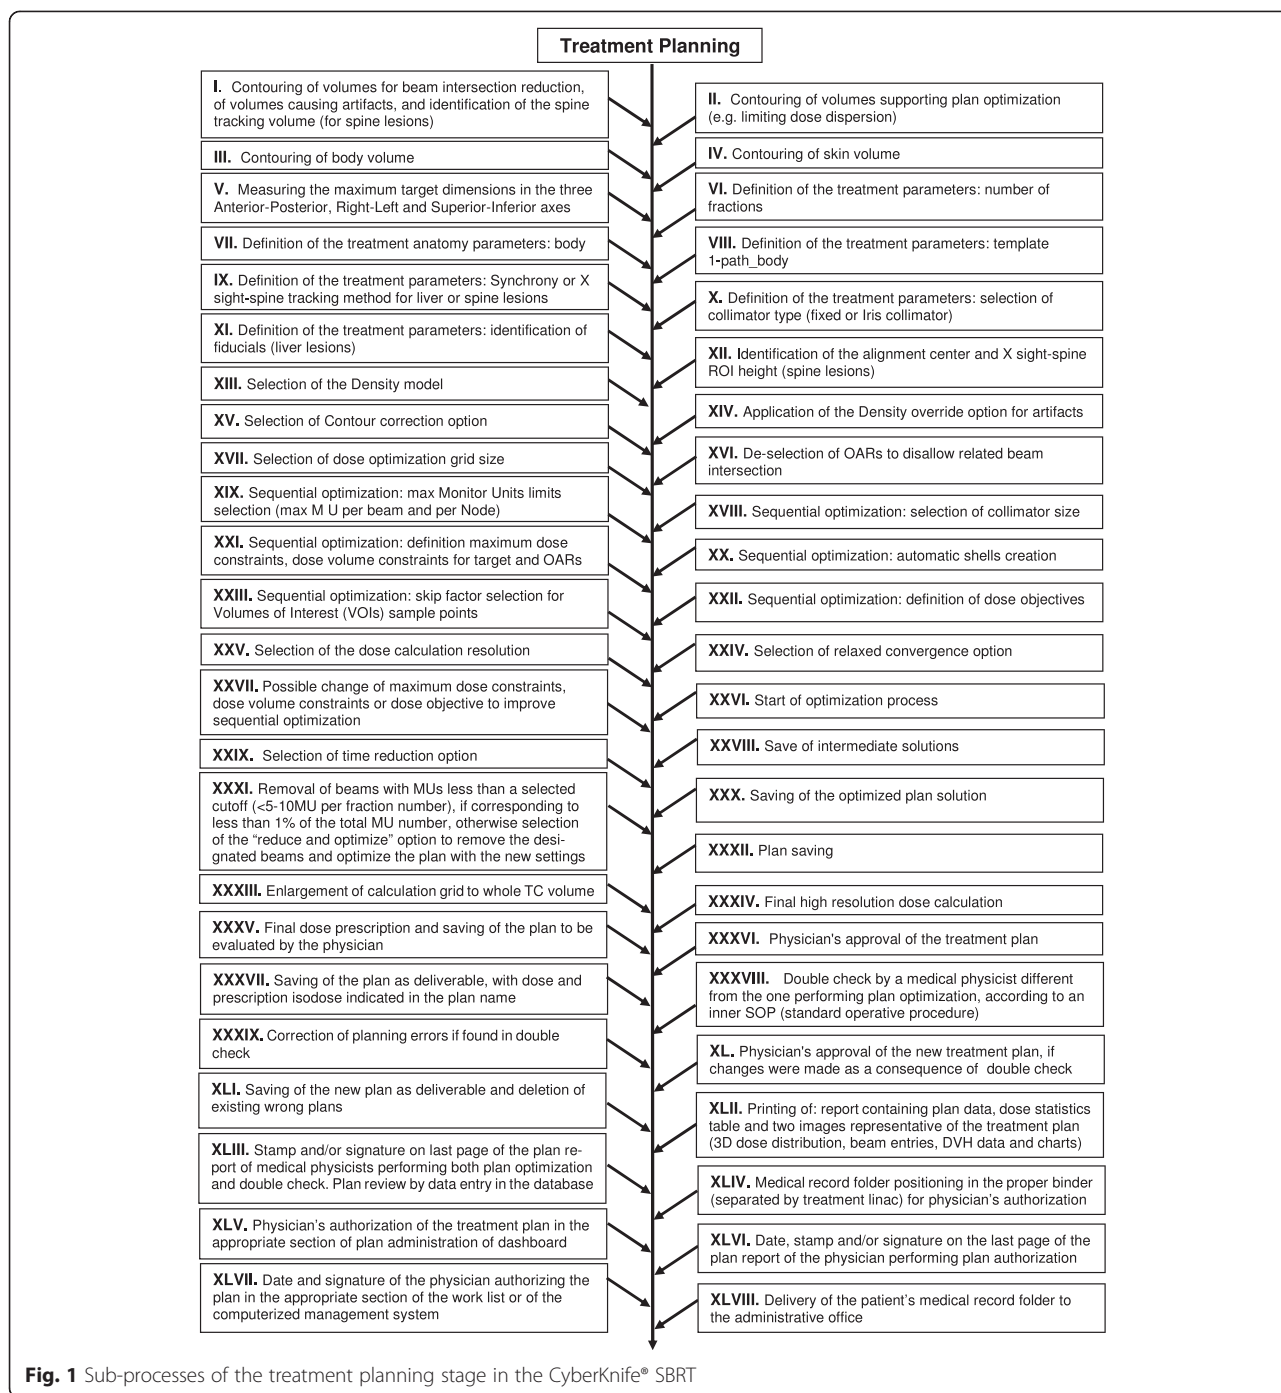 Treatment Planning
I. Contouring of volumes for beam intersection reduction,
of volumes causing artifacts, and identification of the spine
tracking volume (for spine lesions)
II. Contouring of volumes supporting plan optimization
(e.g. limiting dose dispersion)
III. Contouring of body volume
IV. Contouring of skin volume
V. Measuring the maximum target dimensions in the three
Anterior-Posterior, Right-Left and Superior-Inferior axes
VI. Definition of the treatment parameters: number of
fractions
VII. Definition of the treatment anatomy parameters: body
VIII. Definition of the treatment parameters: template
1-path_body
IX. Definition of the treatment parameters: Synchrony or X
sight-spine tracking method for liver or spine lesions
X. Definition of the treatment parameters: selection of
collimator type (fixed or Iris collimator)
XI. Definition of the treatment parameters: identification of
fiducials (liver lesions)
XII. Identification of the alignment center and X sight-spine
ROI height (spine lesions)
XIII. Selection of the Density model
XIV. Application of the Density override option for artifacts
XV. Selection of Contour correction option
XVI. De-selection of OARs to disallow related beam
intersection
XVII. Selection of dose optimization grid size
XVIII. Sequential optimization: selection of collimator size
XIX. Sequential optimization: max Monitor Units limits
selection (max M U per beam and per Node)
XX. Sequential optimization: automatic shells creation
XXI. Sequential optimization: definition maximum dose
constraints, dose volume constraints for target and OARs
XXII. Sequential optimization: definition of dose objectives
XXIII. Sequential optimization: skip factor selection for
Volumes of Interest (VOIs) sample points
XXIV. Selection of relaxed convergence option
XXV. Selection of the dose calculation resolution
XXVI. Start of optimization process
XXVII. Possible change of maximum dose constraints,
dose volume constraints or dose objective to improve
sequential optimization
XXVIII. Save of intermediate solutions
XXIX. Selection of time reduction option
XXX. Saving of the optimized plan solution
XXXI. Removal of beams with MUs less than a selected
cutoff (<5-10MU per fraction number), if corresponding to
less than 1% of the total MU number, otherwise selection
of the “reduce and optimize” option to remove the desi-
gnated beams and optimize the plan with the new settings
XXXII. Plan saving
XXXIII. Enlargement of calculation grid to whole TC volume
XXXIV. Final high resolution dose calculation
XXXV. Final dose prescription and saving of the plan to be
evaluated by the physician
XXXVI. Physician's approval of the treatment plan
XXXVII. Saving of the plan as deliverable, with dose and
prescription isodose indicated in the plan name
XXXVIII. Double check by a medical physicist different
from the one performing plan optimization, according to an
inner SOP (standard operative procedure)
XXXIX. Correction of planning errors if found in double
check
XL. Physician's approval of the new treatment plan, if
changes were made as a consequence of double check
XLI. Saving of the new plan as deliverable and deletion of
existing wrong plans
XLII. Printing of: report containing plan data, dose statistics
table and two images representative of the treatment plan
(3D dose distribution, beam entries, DVH data and charts)
XLIII. Stamp and/or signature on last page of the plan re-
port of medical physicists performing both plan optimization
and double check. Plan review by data entry in the database
XLIV. Medical record folder positioning in the proper binder
(separated by treatment linac) for physician’s authorization
XLV. Physician’s authorization of the treatment plan in the
appropriate section of plan administration of dashboard
XLVI. Date, stamp and/or signature on the last page of the
plan report of the physician performing plan authorization
XLVII. Date and signature of the physician authorizing the
plan in the appropriate section of the work list or of the
computerized management system
XLVIII. Delivery of the patient’s medical record folder to
the administrative office
Fig. 1 Sub-processes of the treatment planning stage in the CyberKnife® SBRT